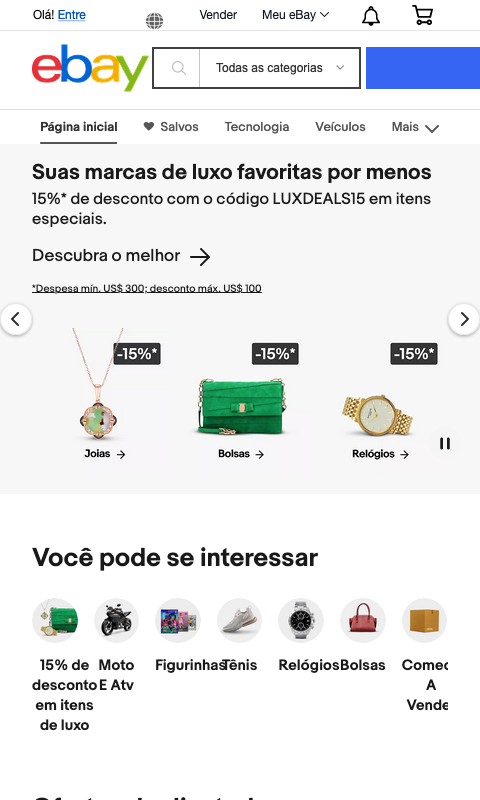 Olá! Entre
Vender
Meu eBay
ebay
Todas as categorias
Página inicial
Salvos
Tecnologia
Veículos
Mais
Suas marcas de luxo favoritas por menos
15%* de desconto com o código LUXDEALS15 em itens
especiais.
Descubra o melhor
*Despesa mín. US$ 300; desconto máx. US$ 100
-15%*
-15%*
-15%*
Joias
Bolsas
Relógios
Você pode se interessar
15% de
desconto
em itens
de luxo
Moto
E Atv
Figurinhas
Tênis
Relógios
Bolsas
Comec
A
Vende